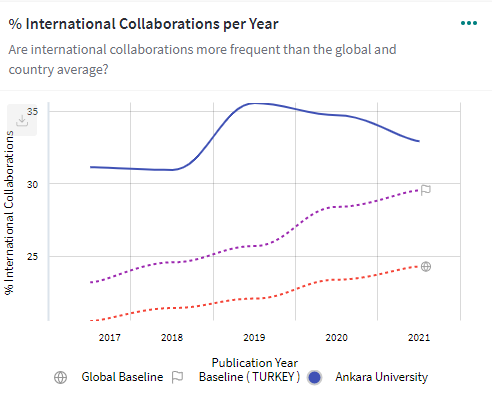 % International Collaborations per Year
Are international collaborations more frequent than the global and
country average?
35
30
25
% International Collaborations
2017 2018 2019 2020 2021
Publication Year
Global Baseline Baseline ( TURKEY ) Ankara University